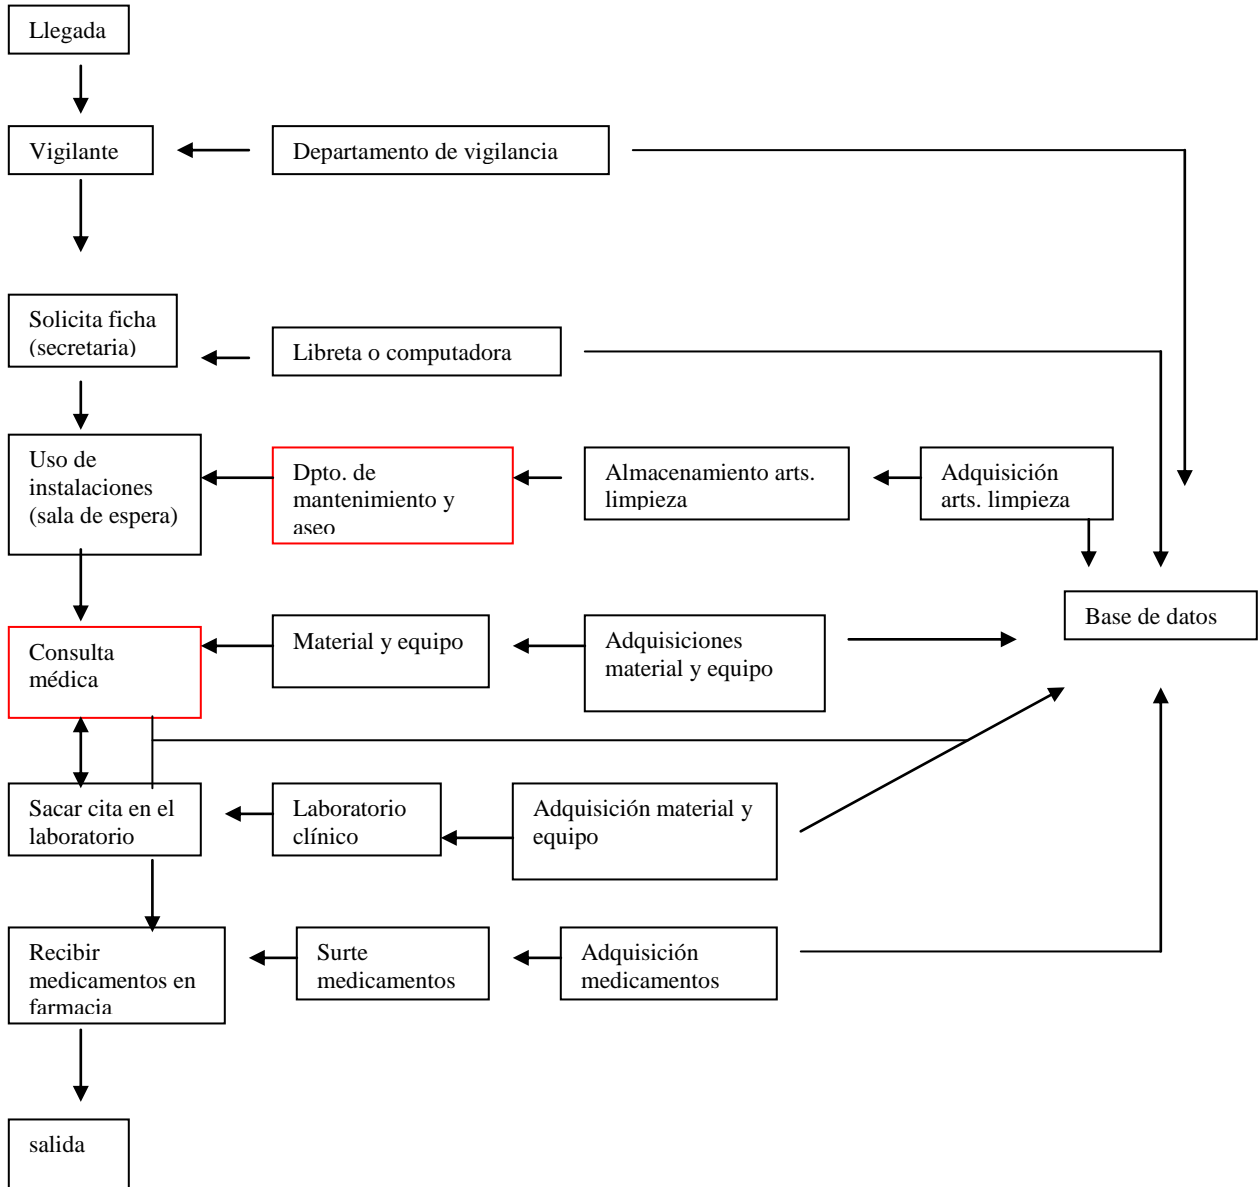 Llegada
Vigilante
Departamento de vigilancia
Solicita ficha
(secretaria)
Libreta o computadora
Uso de
instalaciones
(sala de espera)
Dpto. de
mantenimiento y
aseo
Almacenamiento arts.
limpieza
Adquisición
arts. limpieza
Base de datos
Consulta
médica
Material y equipo
Adquisiciones
material y equipo
Sacar cita en el
laboratorio
Laboratorio
clínico
Adquisición material y
equipo
Recibir
medicamentos en
farmacia
Surte
medicamentos
Adquisición
medicamentos
salida